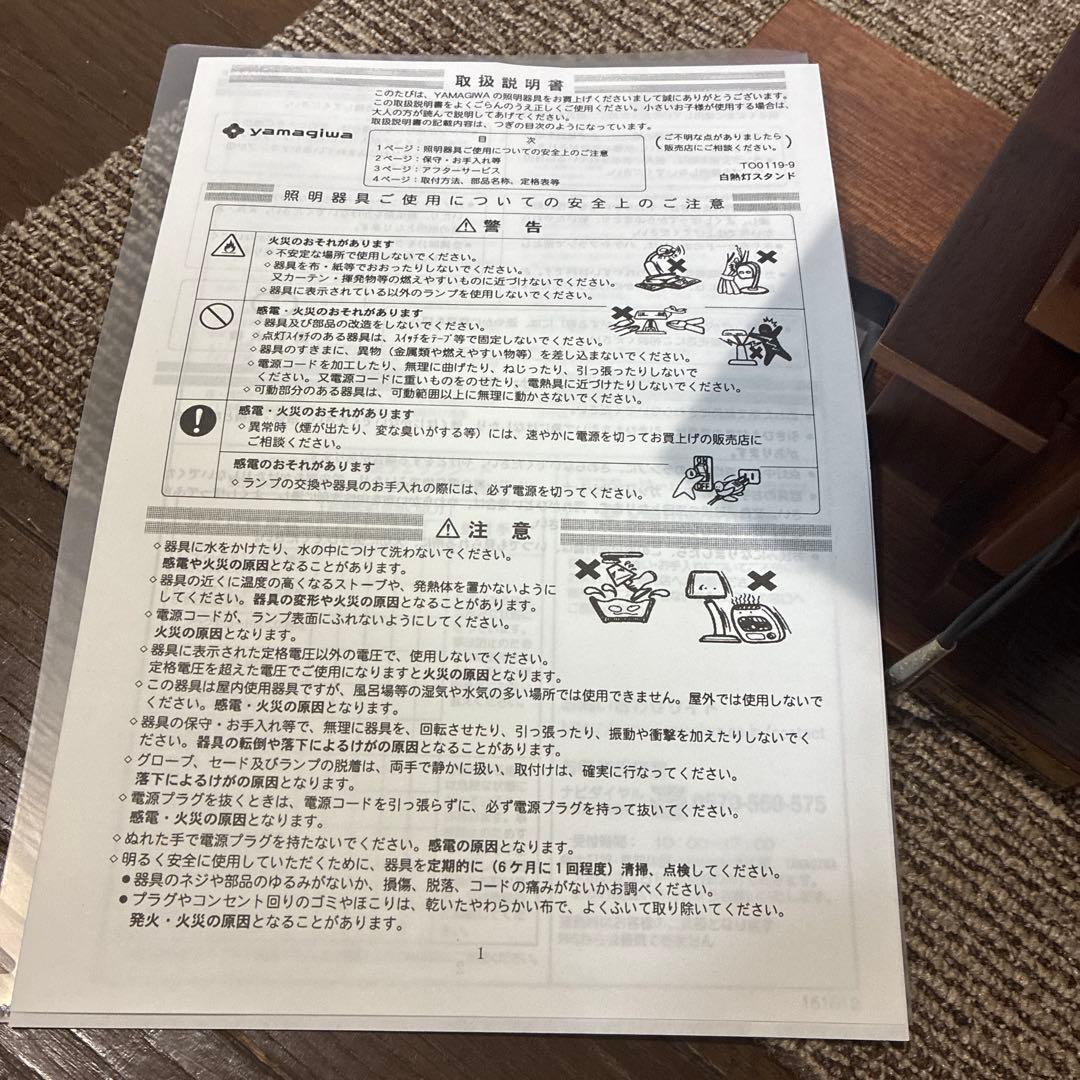 取扱説明書
このたびは、YAMAGIWAの照明器具をお買上げくださいまして誠にありがとうございます。
この取扱説明書をよくごらんのうえ正しくご使用ください。小さいお子様が使用する場合は、
大人の方が読んで説明してあげてください。
取扱説明書の記載内容は、つぎの目次のようになっています。
yamagiwa
目 次
1ページ：照明器具ご使用についての安全上のご注意
2ページ：保守・お手入れ等
3ページ：アフターサービス
4ページ：取付方法、部品名称、定格表等
(ご不明な点がありましたら
販売店にご相談ください。)
TO0119-9
白熱灯スタンド
照明器具ご使用についての安全上のご注意
⚠警 告
火災のおそれがあります
◇不安定な場所で使用しないでください。
◇器具を布・紙等でおおったりしないでください。
又カーテン・揮発物等の燃えやすいものに近づけないでください。
◇器具に表示されている以外のランプを使用しないでください。
感電・火災のおそれがあります
◇器具及び部品の改造をしないでください。
◇点灯スイッチのある器具は、スイッチをテープ等で固定しないでください。
◇器具のすきまに、異物（金属類や燃えやすい物等）を差し込まないでください。
◇電源コードを加工したり、無理に曲げたり、ねじったり、引っ張ったりしないで
ください。又電源コードに重いものをのせたり、電熱具に近づけたりしないでください。
◇可動部分のある器具は、可動範囲以上に無理に動かさないでください。
感電・火災のおそれがあります
◇異常時（煙が出たり、変な臭いがする等）には、速やかに電源を切ってお買上げの販売店に
ご相談ください。
感電のおそれがあります
◇ランプの交換や器具のお手入れの際には、必ず電源を切ってください。
ON
OFF
⚠注 意
◇器具に水をかけたり、水の中につけて洗わないでください。
感電や火災の原因となることがあります。
◇器具の近くに温度の高くなるストーブや、発熱体を置かないように
してください。器具の変形や火災の原因となることがあります。
◇電源コードが、ランプ表面にふれないようにしてください。
火災の原因となります。
◇器具に表示された定格電圧以外の電圧で、使用しないでください。
定格電圧を超えた電圧でご使用になりますと火災の原因となります。
◇この器具は屋内使用器具ですが、風呂場等の湿気や水気の多い場所では使用できません。屋外では使用しないで
ください。感電・火災の原因となります。
◇器具の保守・お手入れ等で、無理に器具を、回転させたり、引っ張ったり、振動や衝撃を加えたりしないでく
ださい。器具の転倒や落下によるけがの原因となることがあります。
◇グローブ、セード及びランプの脱着は、両手で静かに扱い、取付けは、確実に行なってください。
落下によるけがの原因となります。
◇電源プラグを抜くときは、電源コードを引っ張らずに、必ず電源プラグを持って抜いてください。
感電・火災の原因となります。
◇ぬれた手で電源プラグを持たないでください。感電の原因となります。
◇明るく安全に使用していただくために、器具を定期的に（6ケ月に1回程度）清掃、点検してください。
●器具のネジや部品のゆるみがないか、損傷、脱落、コードの痛みがないかお調べください。
●プラグやコンセント回りのゴミやほこりは、乾いたやわらかい布で、よくふいて取り除いてください。
発火・火災の原因となることがあります。
1